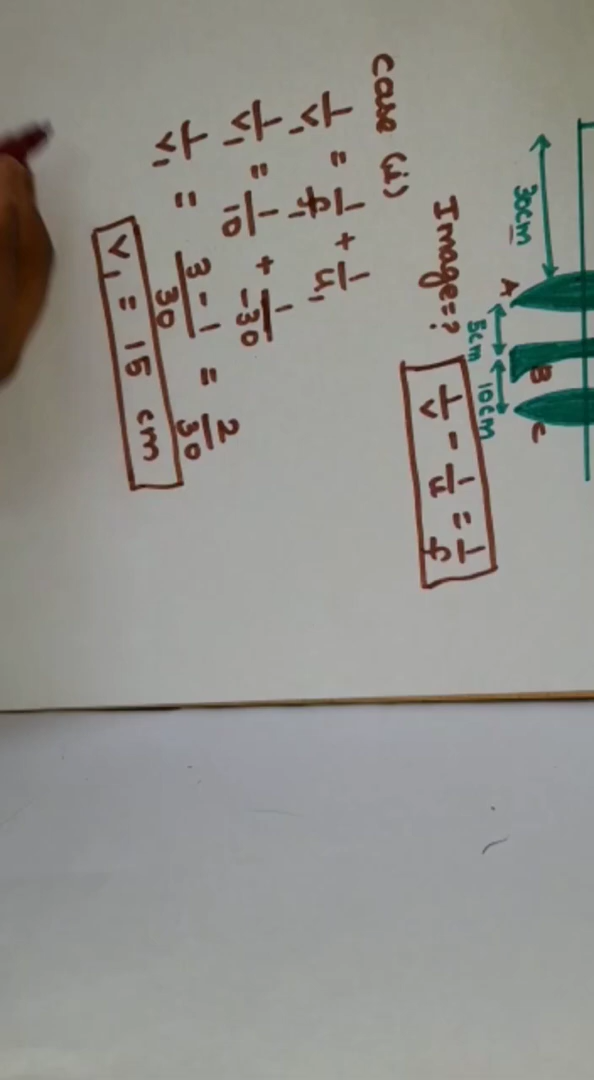 30cm
A
5cm
B
10cm
C
Image=?
1/v - 1/u = 1/f
Case (i)
1/v₁ = 1/f₁ + 1/u₁
1/v₁ = 1/10 + 1/-30
1/v₁ = 3-1/30 = 2/30
v₁ = 15 cm